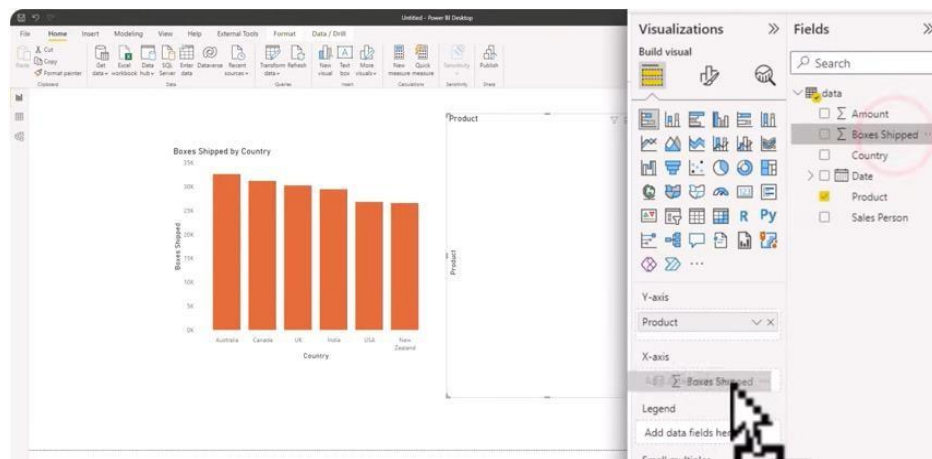 Untitled - Power BI Desktop
File Home Insert Modeling View Help External Tools Format Data / Drill
Paste
Cut
Copy
Format painter
Clipboard
Get data
Excel workbook
Data hub
SQL Server
Enter data
Dataverse
Recent sources
Data
Transform data
Refresh
Queries
New visual
Text box
More visuals
Insert
New measure
Quick measure
Calculations
Sensitivity
Sensitivity
Publish
Share
Boxes Shipped by Country
35K
25K
10K
5K
0K
Boxes Shipped
Australia Canada UK India USA New Zealand
Country
Product
Product
Visualizations
Build visual
R Py
Y-axis
Product
X-axis
Boxes Shipped
Legend
Add data fields here
Small multiples
Fields
Search
data
Amount
Boxes Shipped
Country
Date
Product
Sales Person